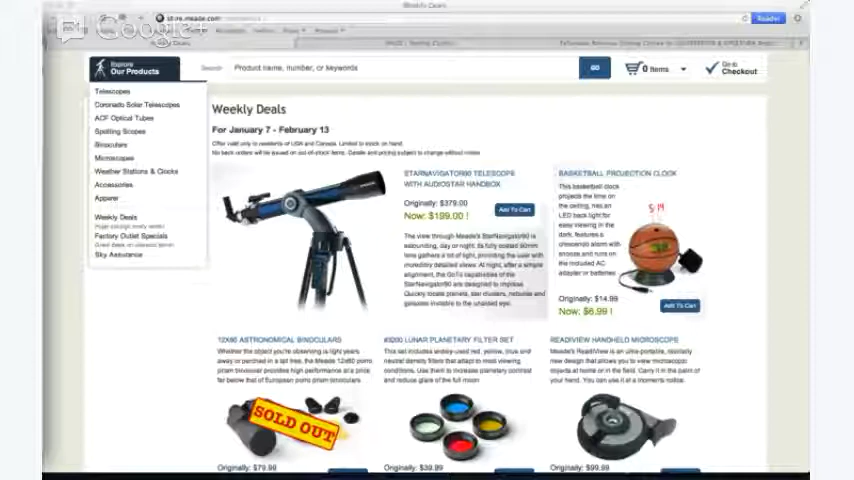 Weekly Deals
store.meade.com
Reader
Google+
Explore
Our Products
Search
Product name, number, or keywords
GO
0 Items
Go to
Checkout
Telescopes
Coronado Solar Telescopes
ACF Optical Tubes
Spotting Scopes
Binoculars
Microscopes
Weather Stations & Clocks
Accessories
Apparel
Weekly Deals
Huge savings! Every week!
Factory Outlet Specials
Great deals on closeout items!
Sky Assurance
Weekly Deals
For January 7 - February 13
Offer valid only to residents of USA and Canada. Limited to stock on hand.
No back orders will be issued on out-of-stock items. Details and pricing subject to change without notice
STARNAVIGATOR90 TELESCOPE
WITH AUDIOSTAR HANDBOX
Originally: $379.00
Now: $199.00 !
Add To Cart
The view through Meade's StarNavigator90 is
astounding, day or night. Its fully coated 90mm
lens gathers a lot of light, providing the user with
incredibly detailed views. At night, after a simple
alignment, the GoTo capabilities of the
StarNavigator90 are designed to impress
Quickly locate planets, star clusters, nebulae and
galaxies invisible to the unaided eye.
BASKETBALL PROJECTION CLOCK
This basketball clock
projects the time on
the ceiling, has an
LED back light for
easy viewing in the
dark, features a
crescendo alarm with
snooze and runs on
the included AC
adapter or batteries
5:19
Originally: $14.99
Now: $6.99 !
Add To Cart
12X60 ASTRONOMICAL BINOCULARS
Whether the object you're observing is light years
away or perched in a tall tree, the Meade 12x60 porro
prism binocular provides high performance at a price
far below that of European porro prism binoculars
SOLD OUT
Originally: $79.99
#3200 LUNAR PLANETARY FILTER SET
This set includes widely-used red, yellow, blue and
neutral density filters that adapt to most viewing
conditions. Use them to increase planetary contrast
and reduce glare of the full moon
Originally: $39.99
READIVIEW HANDHELD MICROSCOPE
Meade's ReadiView is an ultra-portable, radically
new design that allows you to view microscopic
objects at home or in the field. Carry it in the palm
of your hand. You can use it at a moment's notice.
Originally: $99.99